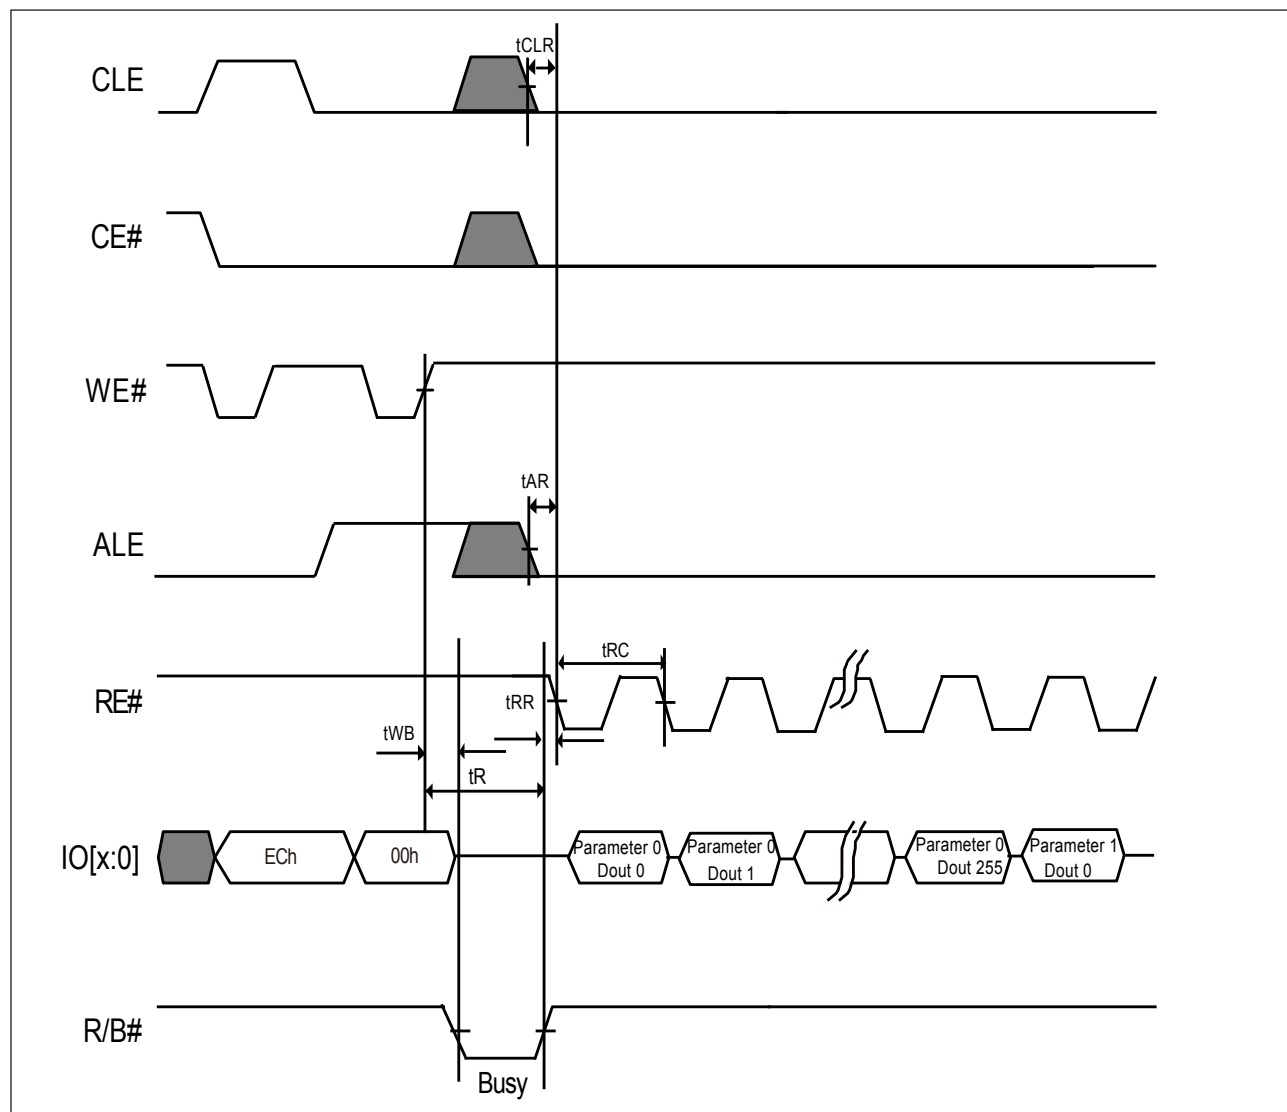 tCLR
CLE
CE#
WE#
tAR
ALE
tRC
RE#
tRR
tWB
tR
IO[x:0]
ECh
00h
Parameter 0
Dout 0
Parameter 0
Dout 1
Parameter 0
Dout 255
Parameter 1
Dout 0
R/B#
Busy